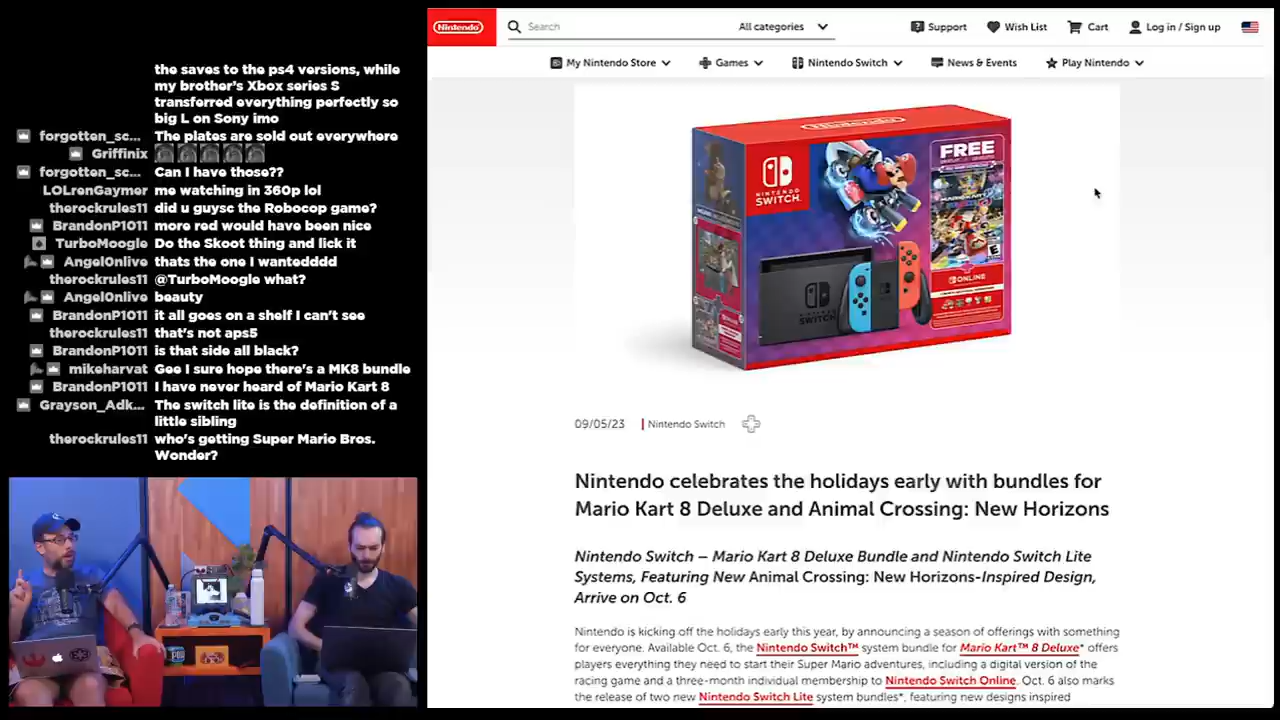 the saves to the ps4 versions, while
my brother's Xbox series S
transferred everything perfectly so
big L on Sony imo
forgotten_sc... The plates are sold out everywhere
Griffinix
forgotten_sc... Can I have those??
LOLrenGaymer me watching in 360p lol
therockrules11 did u guysc the Robocop game?
BrandonP1011 more red would have been nice
TurboMoogle Do the Skoot thing and lick it
AngelOnlive thats the one I wantedddd
therockrules11 @TurboMoogle what?
AngelOnlive beauty
BrandonP1011 it all goes on a shelf I can't see
therockrules11 that's not aps5
BrandonP1011 is that side all black?
mikeharvat Gee I sure hope there's a MK8 bundle
BrandonP1011 I have never heard of Mario Kart 8
Grayson_Adk... The switch lite is the definition of a
little sibling
therockrules11 who's getting Super Mario Bros.
Wonder?
Nintendo
Search
All categories
Support
Wish List
Cart
Log in / Sign up
My Nintendo Store
Games
Nintendo Switch
News & Events
Play Nintendo
Nintendo
NINTENDO
SWITCH
FREE
MARIO KART
ONLINE
NINTENDO
SWITCH
E
09/05/23
Nintendo Switch
Nintendo celebrates the holidays early with bundles for
Mario Kart 8 Deluxe and Animal Crossing: New Horizons
Nintendo Switch – Mario Kart 8 Deluxe Bundle and Nintendo Switch Lite
Systems, Featuring New Animal Crossing: New Horizons-Inspired Design,
Arrive on Oct. 6
Nintendo is kicking off the holidays early this year, by announcing a season of offerings with something
for everyone. Available Oct. 6, the Nintendo Switch™ system bundle for Mario Kart™ 8 Deluxe* offers
players everything they need to start their Super Mario adventures, including a digital version of the
racing game and a three-month individual membership to Nintendo Switch Online. Oct. 6 also marks
the release of two new Nintendo Switch Lite system bundles*, featuring new designs inspired